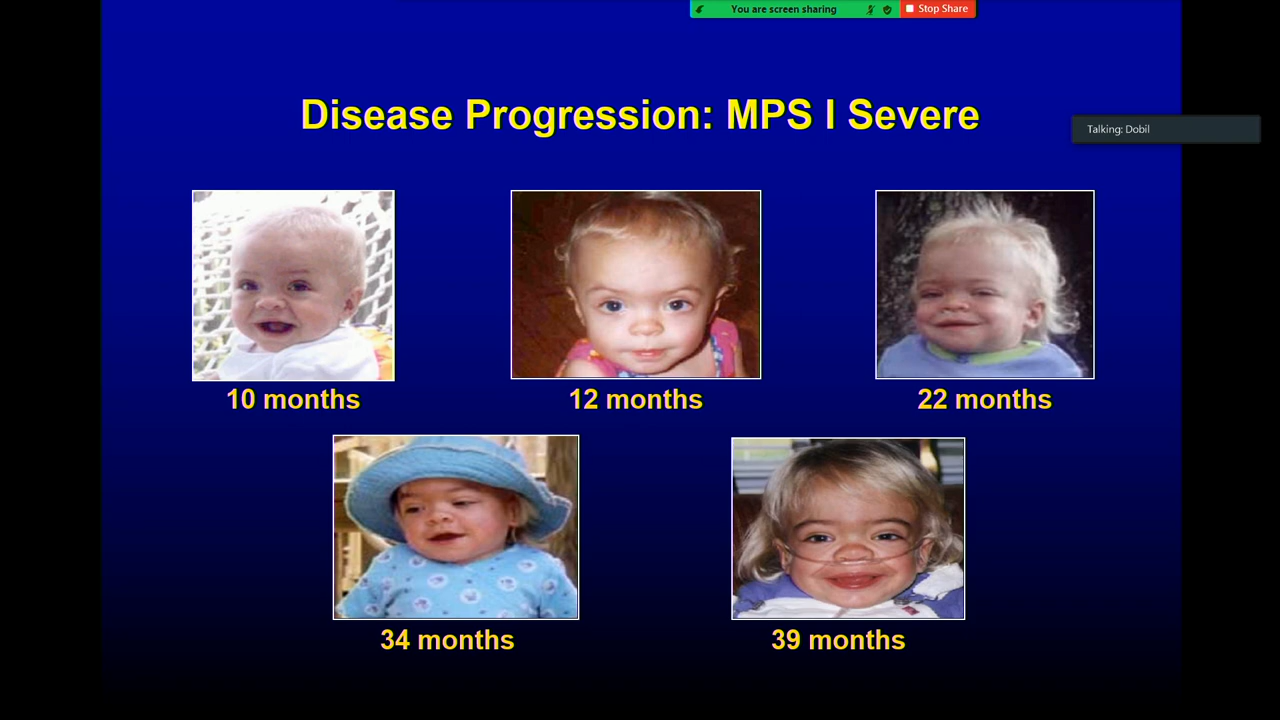 You are screen sharing
Stop Share
Disease Progression: MPS I Severe
Talking: Dobil
10 months
12 months
22 months
34 months
39 months